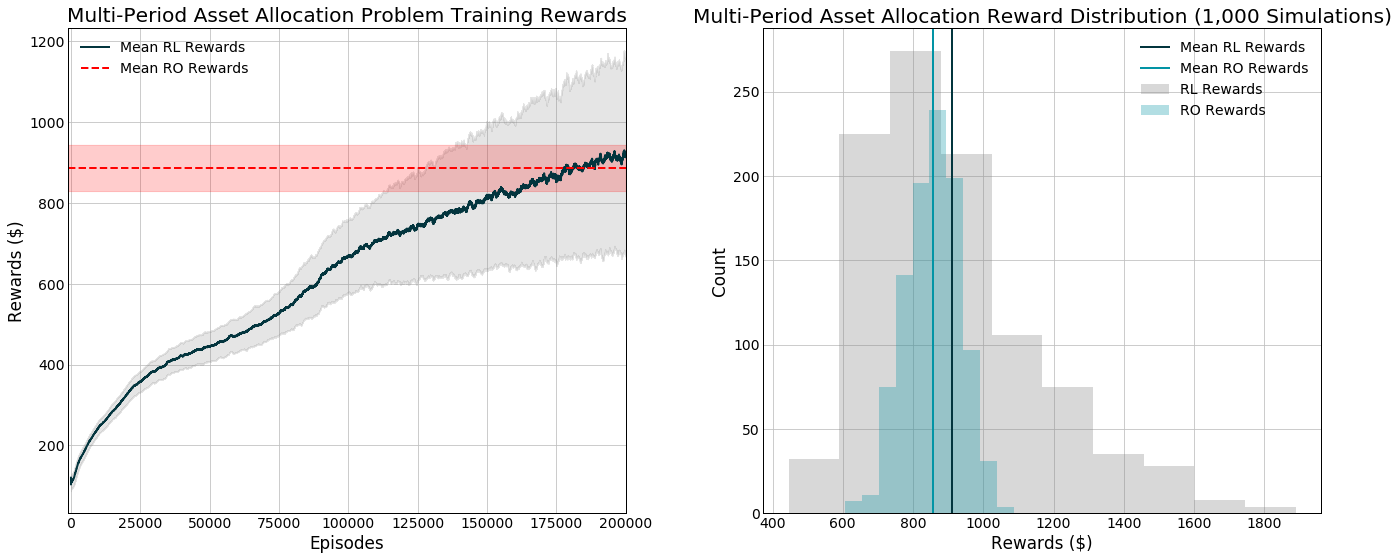 Multi-Period Asset Allocation Problem Training Rewards
1200
1000
800
600
400
200
0
25000
50000
75000
100000
125000
150000
175000
200000
Rewards ($)
Episodes
Mean RL Rewards
Mean RO Rewards
Multi-Period Asset Allocation Reward Distribution (1,000 Simulations)
250
200
150
100
50
0
400
600
800
1000
1200
1400
1600
1800
Count
Rewards ($)
Mean RL Rewards
Mean RO Rewards
RL Rewards
RO Rewards